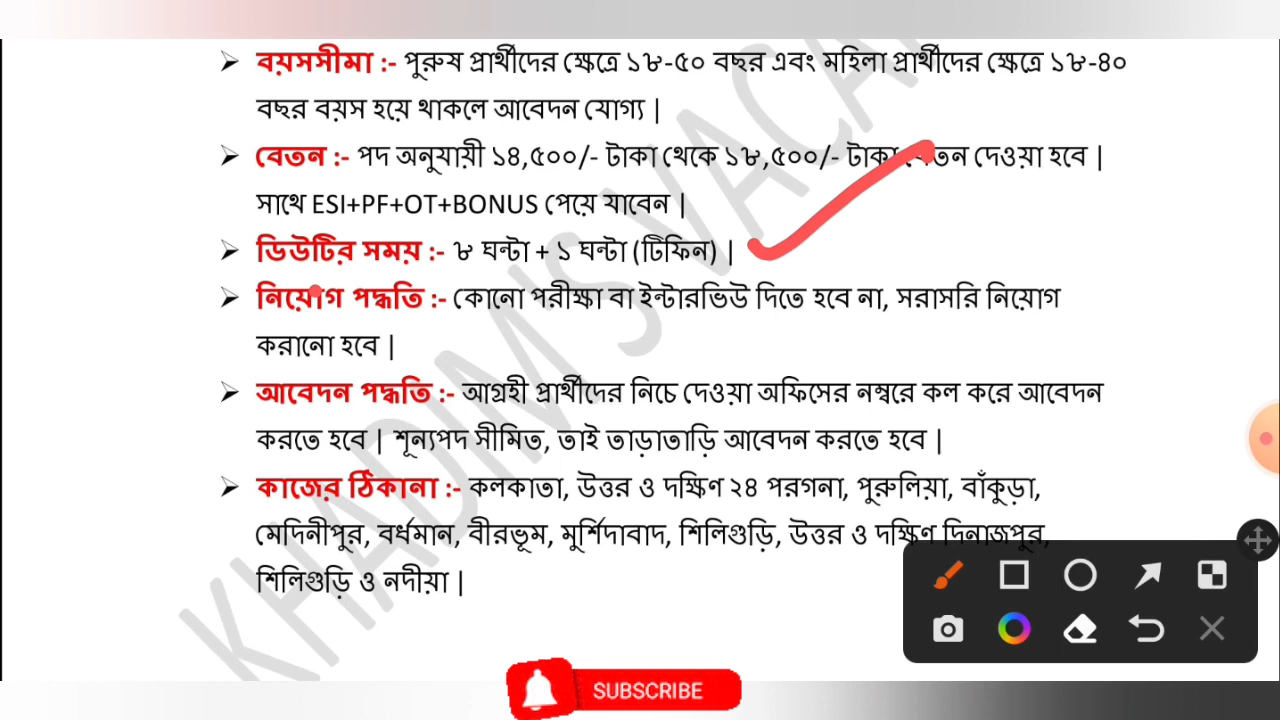 ➢ বয়সসীমা :- পুরুষ প্রার্থীদের ক্ষেত্রে ১৮-৫০ বছর এবং মহিলা প্রার্থীদের ক্ষেত্রে ১৮-৪০
বছর বয়স হয়ে থাকলে আবেদন যোগ্য |
➢ বেতন :- পদ অনুযায়ী ১৪,৫০০/- টাকা থেকে ১৮,৫০০/- টাকা বেতন দেওয়া হবে |
সাথে ESI+PF+OT+BONUS পেয়ে যাবেন |
➢ ডিউটির সময় :- ৮ ঘন্টা + ১ ঘন্টা (টিফিন) |
➢ নিয়োগ পদ্ধতি :- কোনো পরীক্ষা বা ইন্টারভিউ দিতে হবে না, সরাসরি নিয়োগ
করানো হবে |
➢ আবেদন পদ্ধতি :- আগ্রহী প্রার্থীদের নিচে দেওয়া অফিসের নম্বরে কল করে আবেদন
করতে হবে | শূন্যপদ সীমিত, তাই তাড়াতাড়ি আবেদন করতে হবে |
➢ কাজের ঠিকানা :- কলকাতা, উত্তর ও দক্ষিণ ২৪ পরগনা, পুরুলিয়া, বাঁকুড়া,
মেদিনীপুর, বর্ধমান, বীরভূম, মুর্শিদাবাদ, শিলিগুড়ি, উত্তর ও দক্ষিণ দিনাজপুর,
শিলিগুড়ি ও নদীয়া |
KHADIM'S
SUBSCRIBE